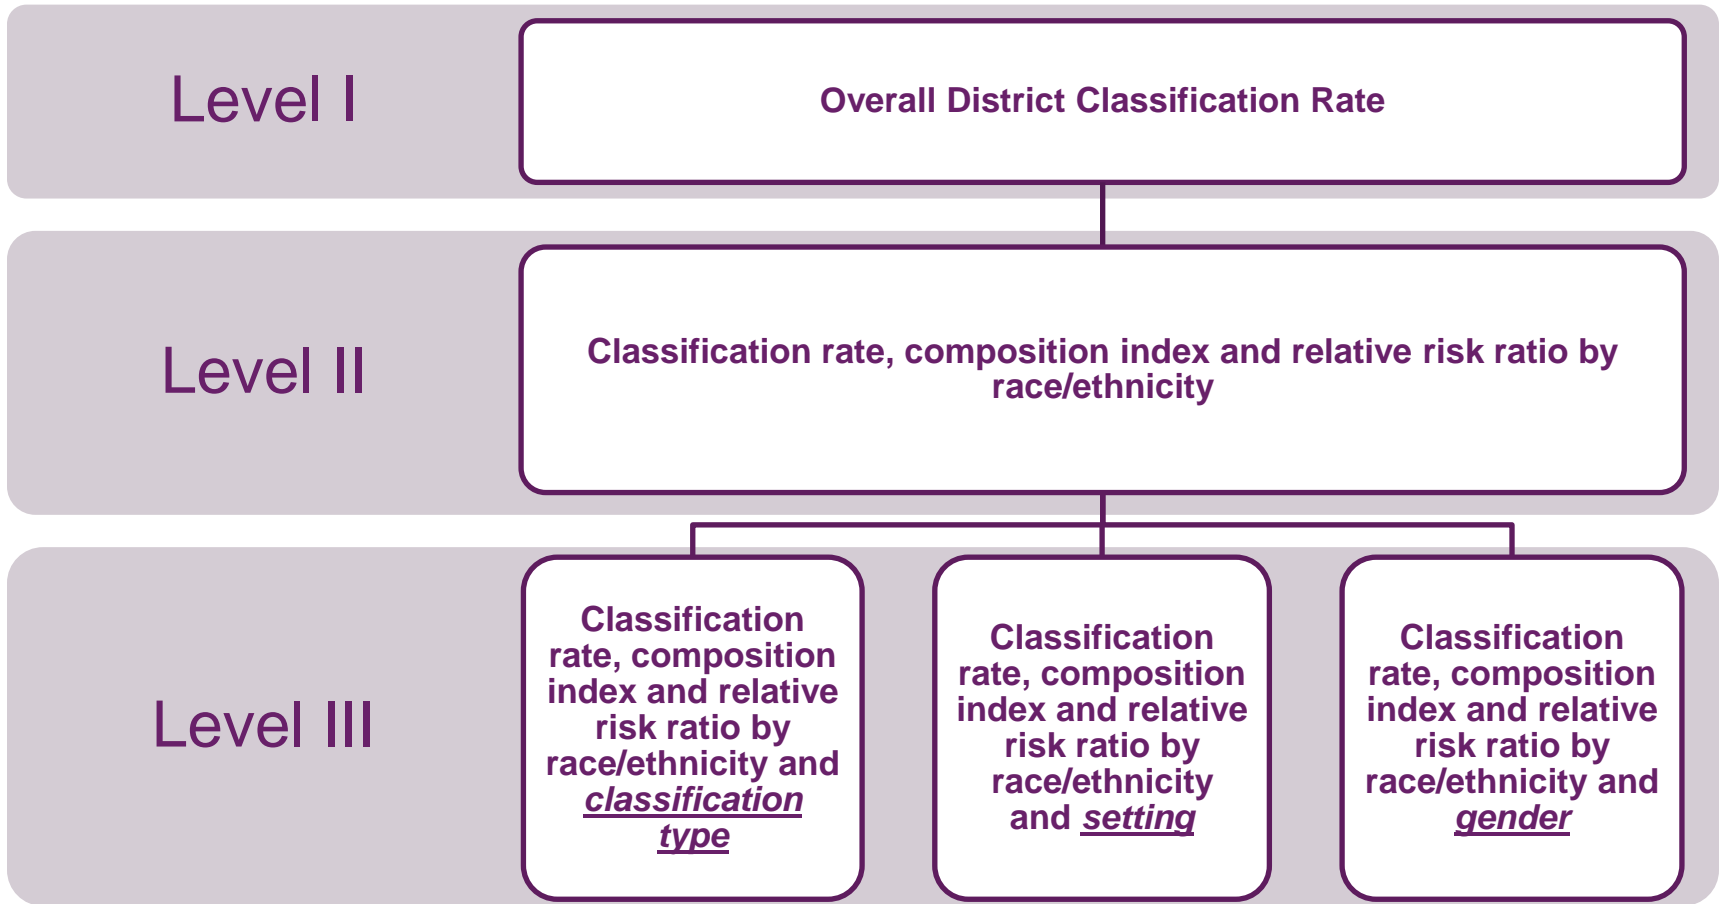 Level I
Overall District Classification Rate
Level II
Classification rate, composition index and relative risk ratio by
race/ethnicity
Level III
Classification
rate, composition
index and relative
risk ratio by
race/ethnicity and
classification
type
Classification
rate, composition
index and relative
risk ratio by
race/ethnicity
and setting
Classification
rate, composition
index and relative
risk ratio by
race/ethnicity and
gender